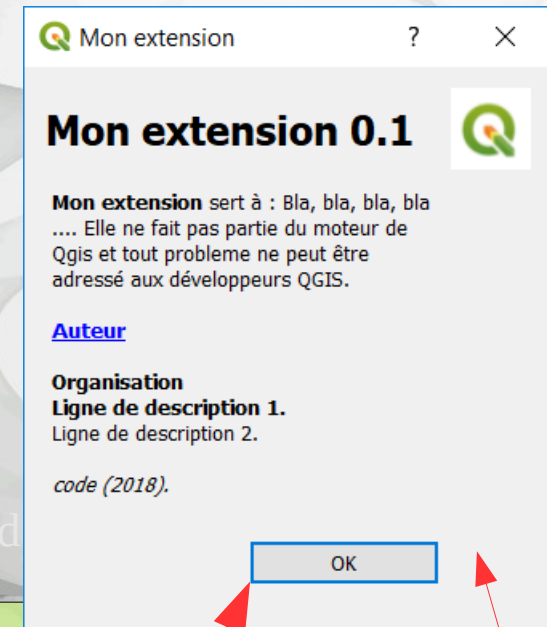 Mon extension ?
Mon extension 0.1
Mon extension sert à : Bla, bla, bla, bla
.... Elle ne fait pas partie du moteur de
Qgis et tout probleme ne peut être
adressé aux développeurs QGIS.
Auteur
Organisation
Ligne de description 1.
Ligne de description 2.
code (2018).
OK